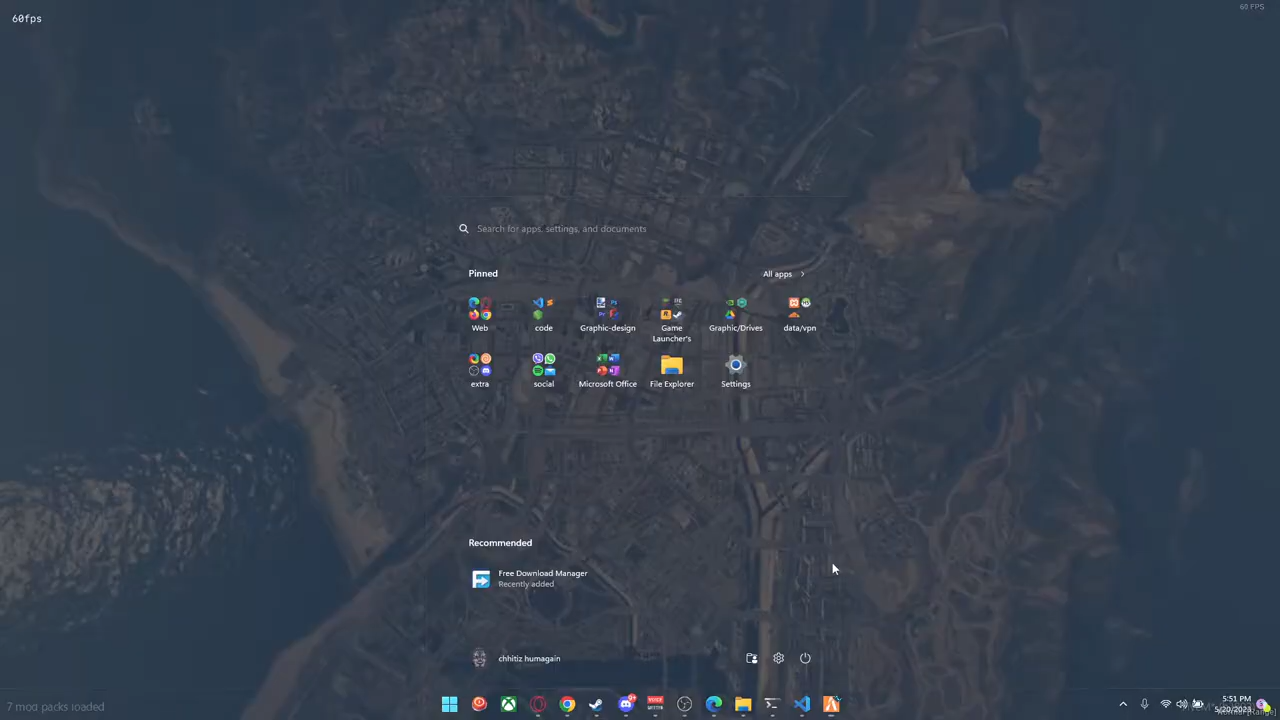 60fps
60 FPS
Search for apps, settings, and documents
Pinned
All apps
Web
code
Graphic-design
Game
Launcher's
Graphic/Drives
data/vpn
extra
social
Microsoft Office
File Explorer
Settings
Recommended
Free Download Manager
Recently added
chhitiz humagain
7 mod packs loaded
5:51 PM